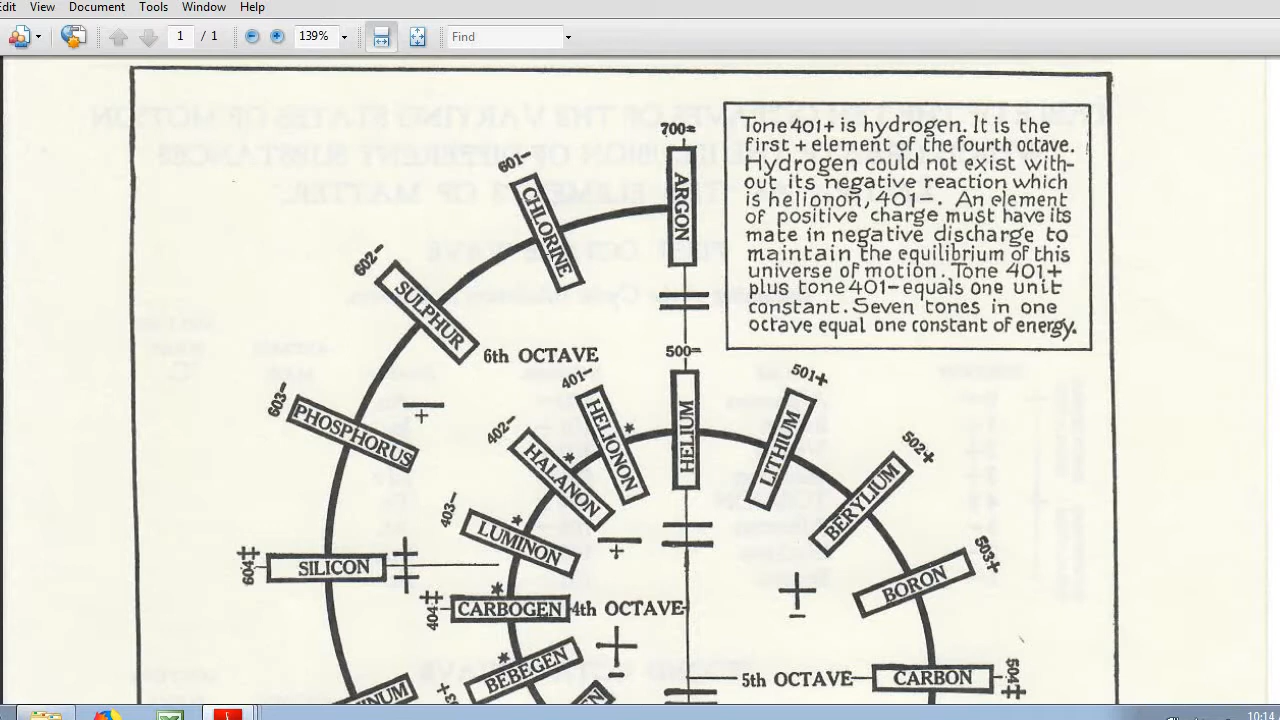 Edit View Document Tools Window Help
1 / 1 139% Find
700=
601-
ARGON
CHLORINE
602-
SULPHUR
6th OCTAVE
Tone 401+ is hydrogen. It is the
first + element of the fourth octave.
Hydrogen could not exist with-
out its negative reaction which
is helionon, 401-. An element
of positive charge must have its
mate in negative discharge to
maintain the equilibrium of this
universe of motion. Tone 401+
plus tone 401- equals one unit
constant. Seven tones in one
octave equal one constant of energy.
500=
401-
501+
603-
PHOSPHORUS
+
402-
HELIONON
*
HELIUM
LITHIUM
502+
HALANON
*
BERYLIUM
403-
LUMINON
*
+
503+
BORON
604‡
SILICON
404‡
CARBOGEN
*
4th OCTAVE
BEBEGEN
*
5th OCTAVE
CARBON
504‡
10:14